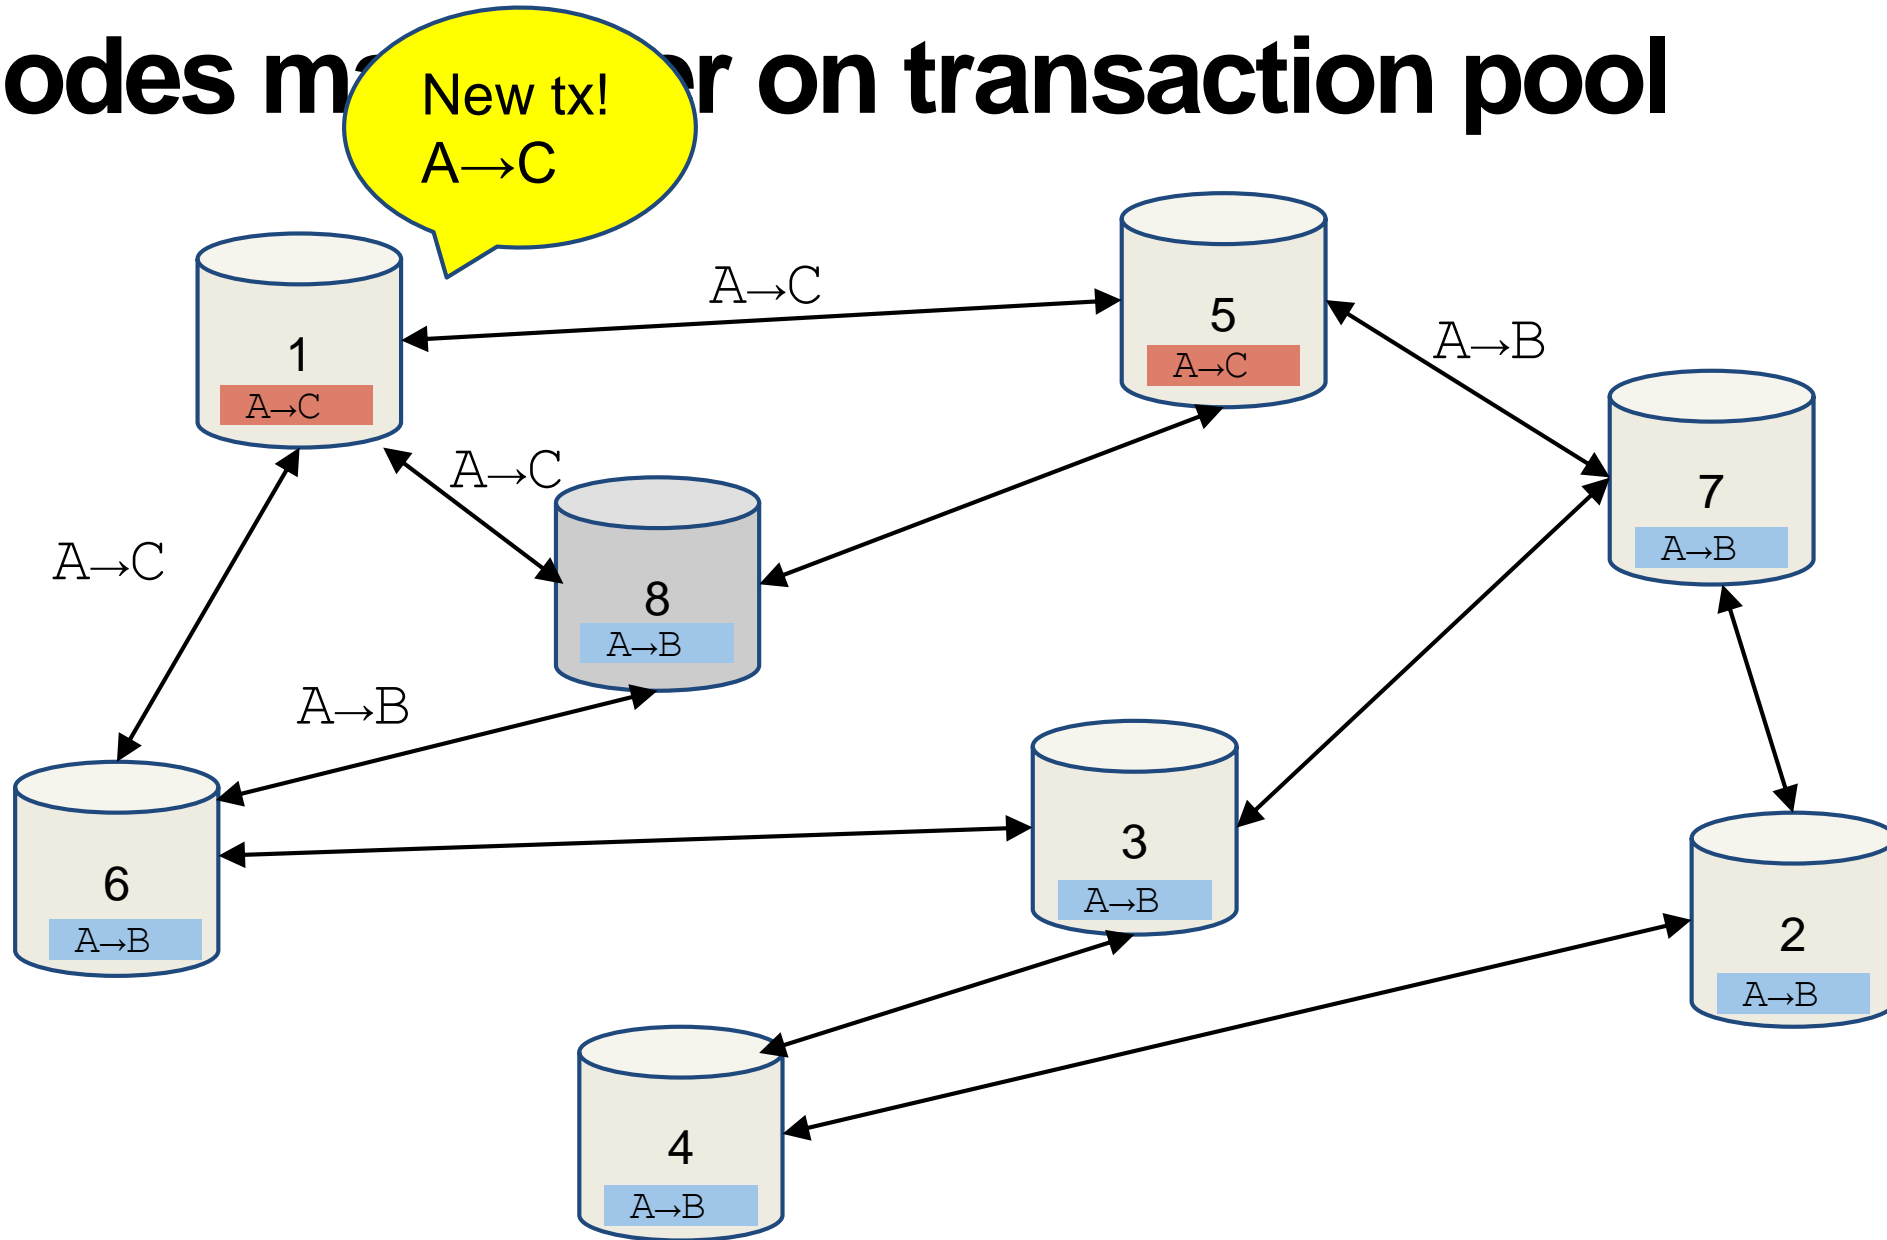 odes ma er on transaction pool
New tx!
A→C
A→C
5
A→C
1
A→C
A→B
A→C
7
A→B
A→C
8
A→B
A→B
3
A→B
6
A→B
2
A→B
4
A→B